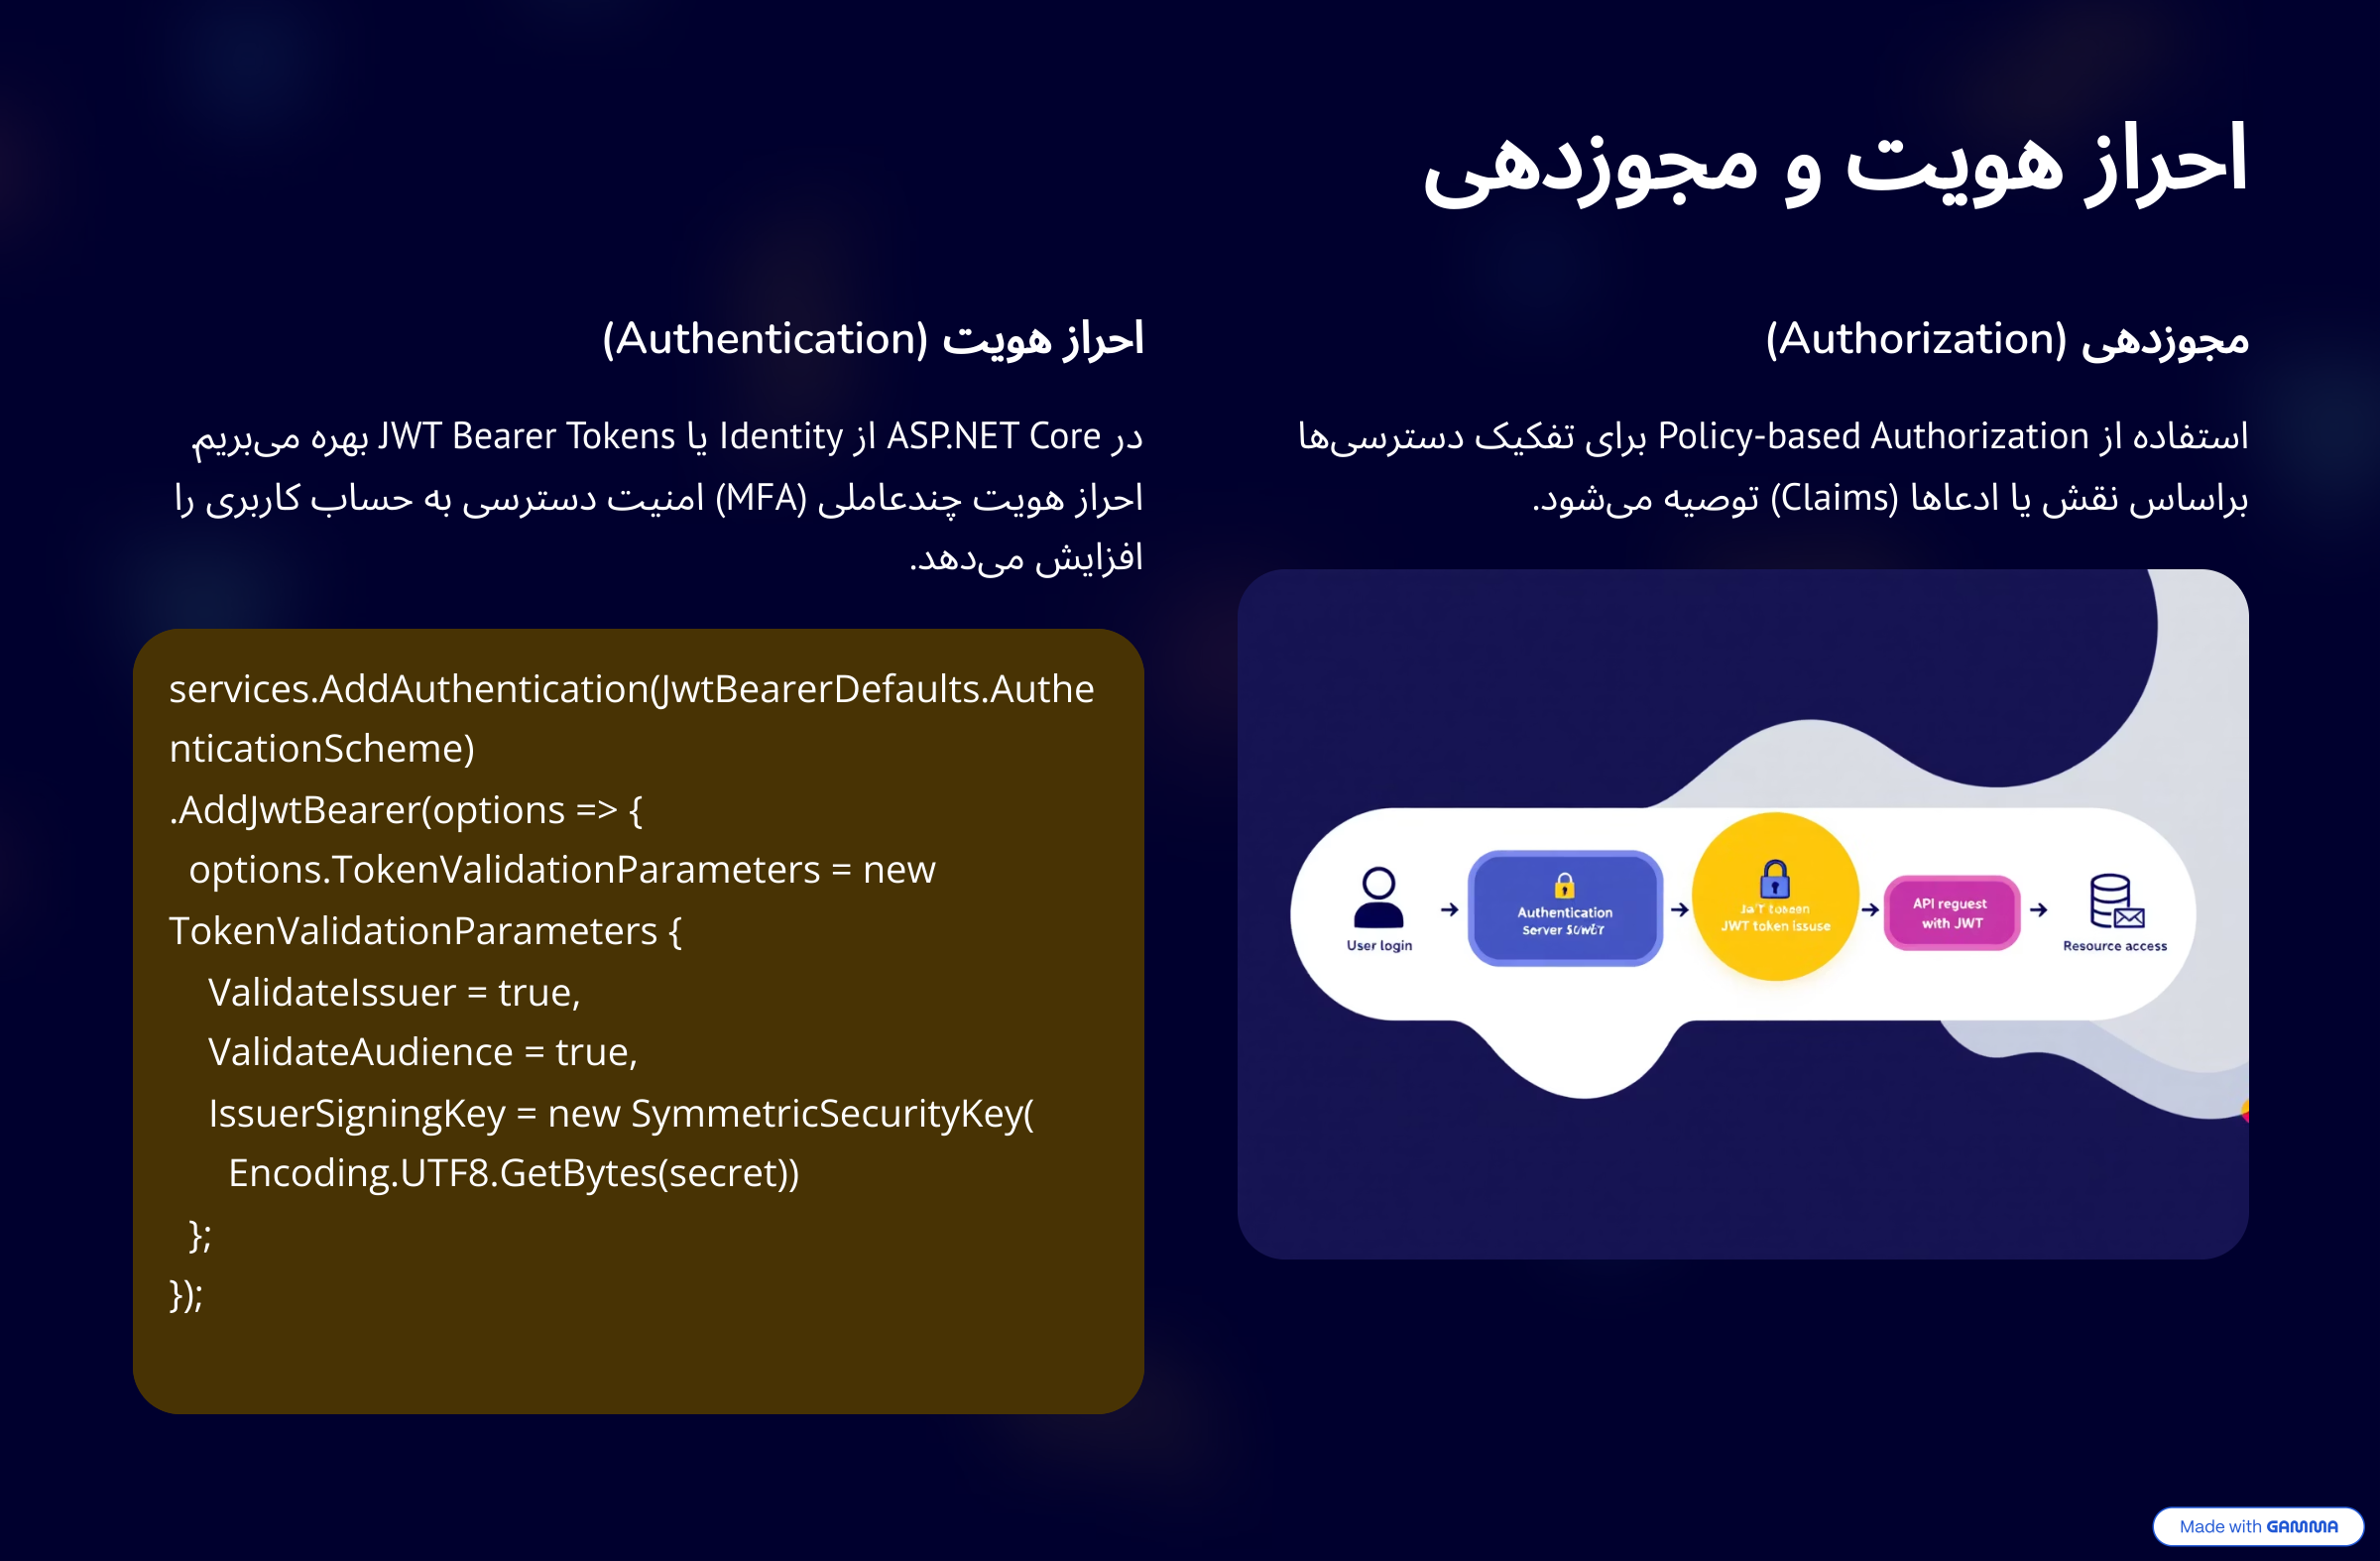 احراز هویت و مجوزدهی
مجوزدهی (Authorization)
استفاده از Policy-based Authorization برای تفکیک دسترسی‌ها
براساس نقش یا ادعاها (Claims) توصیه می‌شود.
User login
Authentication
Server
JWT token issuse
API reguest
with JWT
Resource access
احراز هویت (Authentication)
در ASP.NET Core از Identity یا JWT Bearer Tokens بهره می‌بریم.
احراز هویت چندعاملی (MFA) امنیت دسترسی به حساب کاربری را
افزایش می‌دهد.
services.AddAuthentication(JwtBearerDefaults.Authe
nticationScheme)
.AddJwtBearer(options => {
  options.TokenValidationParameters = new
TokenValidationParameters {
    ValidateIssuer = true,
    ValidateAudience = true,
    IssuerSigningKey = new SymmetricSecurityKey(
      Encoding.UTF8.GetBytes(secret))
  };
});
Made with GAMMA